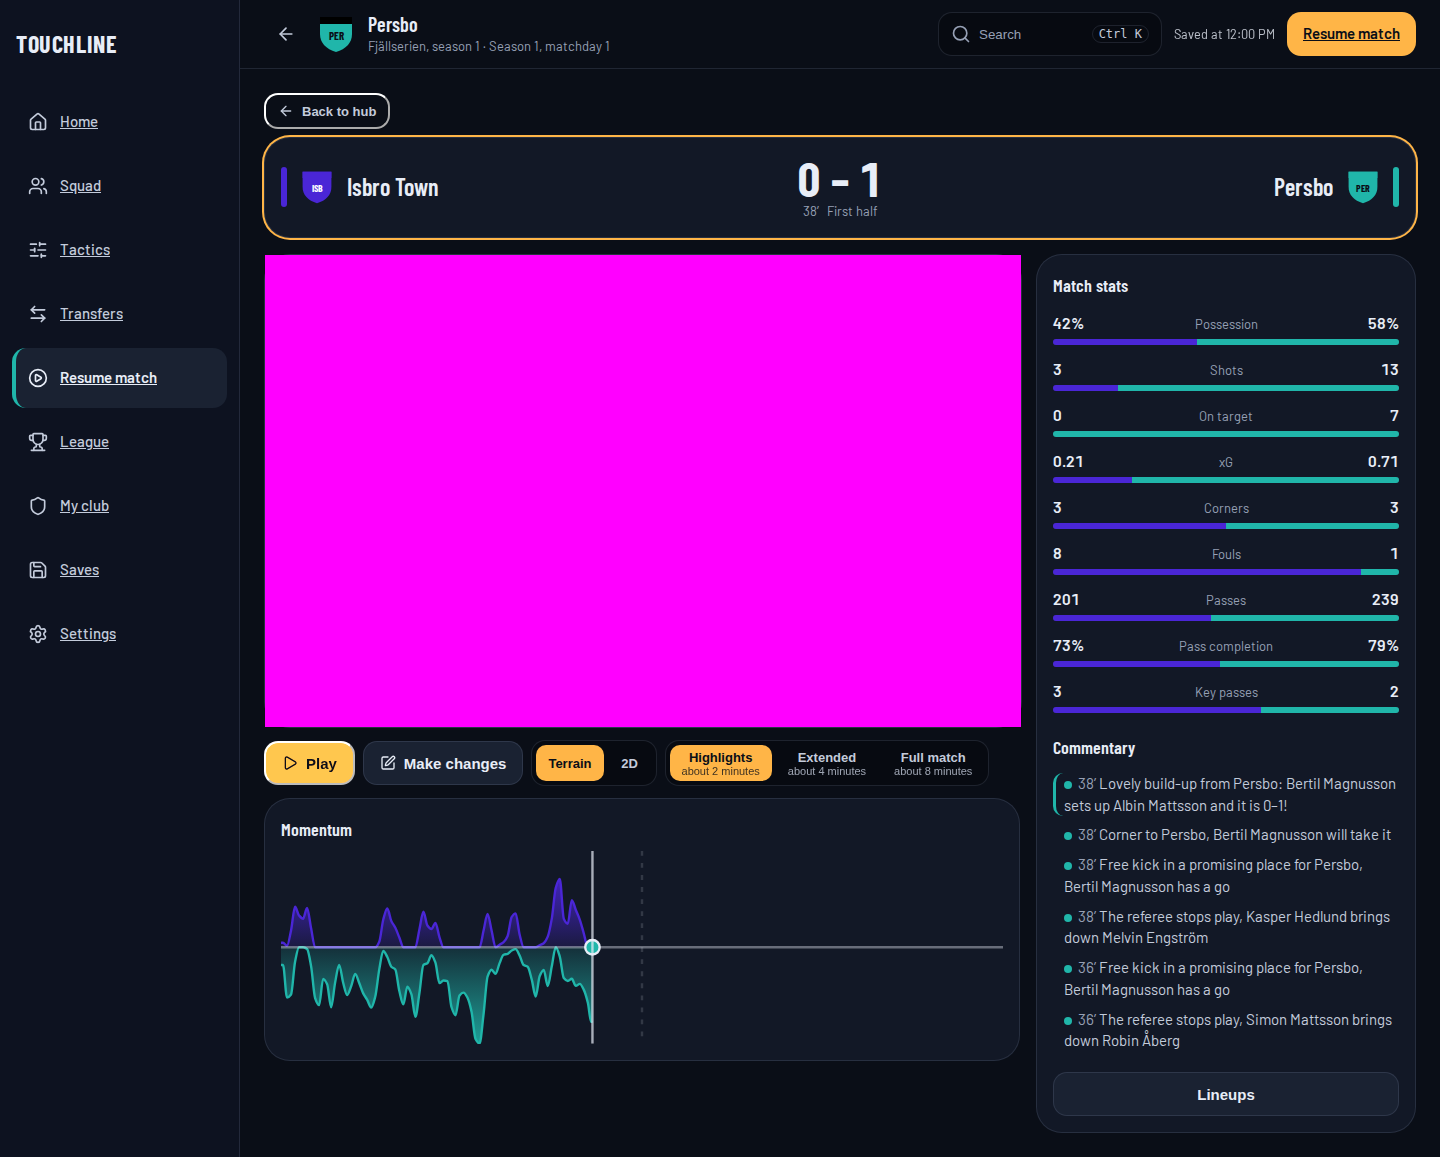 TOUCHLINE
Home
Squad
Tactics
Transfers
Resume match
League
My club
Saves
Settings
PER
Persbo
Fjällserien, season 1 · Season 1, matchday 1
Search
Ctrl K
Saved at 12:00 PM
Resume match
Back to hub
ISB
Isbro Town
0 – 1
38′ First half
Persbo
PER
Play
Make changes
Terrain
2D
Highlights
about 2 minutes
Extended
about 4 minutes
Full match
about 8 minutes
Momentum
Match stats
42% Possession 58%
3 Shots 13
0 On target 7
0.21 xG 0.71
3 Corners 3
8 Fouls 1
201 Passes 239
73% Pass completion 79%
3 Key passes 2
Commentary
38′ Lovely build-up from Persbo: Bertil Magnusson
sets up Albin Mattsson and it is 0–1!
38′ Corner to Persbo, Bertil Magnusson will take it
38′ Free kick in a promising place for Persbo,
Bertil Magnusson has a go
38′ The referee stops play, Kasper Hedlund brings
down Melvin Engström
36′ Free kick in a promising place for Persbo,
Bertil Magnusson has a go
36′ The referee stops play, Simon Mattsson brings
down Robin Åberg
Lineups